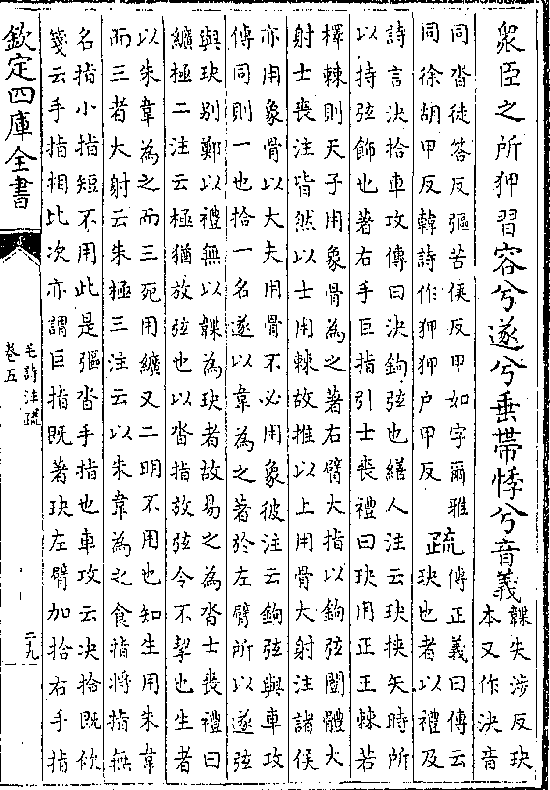 衆臣之所狎習容兮遂兮垂帶悸兮音義
韘失涉反玦
本又作決音
同沓徒答反彄苦侯反甲如字爾雅
同徐胡甲反韓詩作狎狎户甲反
疏
傳正義曰傳云
玦也者以禮及
詩言決拾車攻傳曰決鉤弦也繕人注云玦挾矢時所
以持弦飾也著右手巨指引士喪禮曰玦用正王棘若
檡棘則天子用象骨為之著右臂大指以鉤弦闓體大
射士喪注皆然以士用棘故推以上用骨大射注諸侯
亦用象骨以大夫用骨不必用象彼注云鉤弦與車攻
傳同則一也拾一名遂以韋為之著於左臂所以遂弦
與玦别鄭以禮無以韘為玦者故易之為沓士喪禮曰
纊極二注云極猶放弦也以沓指放弦令不挈也生者
以朱韋為之而三死用纊又二明不用也知生用朱韋
而三者大射云朱極三注云以朱韋為之食指將指無
名指小指短不用此是彄沓手指也車攻云决拾既佽
箋云手指相比次亦謂巨指既著玦左臂加拾右手指
欽定四庫全書
毛詩注疏
卷五
二九